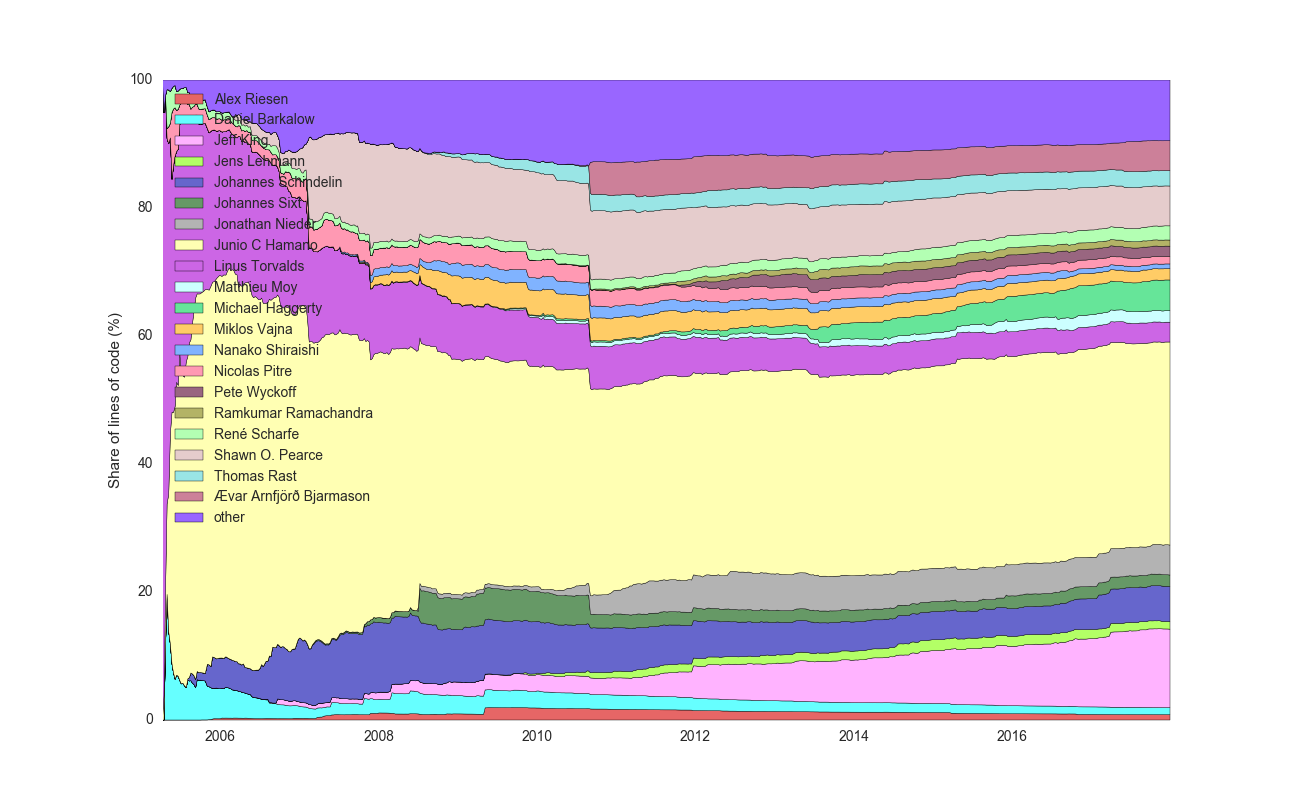 100
80
60
40
20
0
Share of lines of code (%)
Alex Riesen
Daniel Barkalow
Jeff King
Jens Lehmann
Johannes Schindelin
Johannes Sixt
Jonathan Nieder
Junio C Hamano
Linus Torvalds
Matthieu Moy
Michael Haggerty
Miklos Vajna
Nanako Shiraishi
Nicolas Pitre
Pete Wyckoff
Ramkumar Ramachandra
René Scharfe
Shawn O. Pearce
Thomas Rast
Ævar Arnfjörð Bjarmason
other
2006 2008 2010 2012 2014 2016